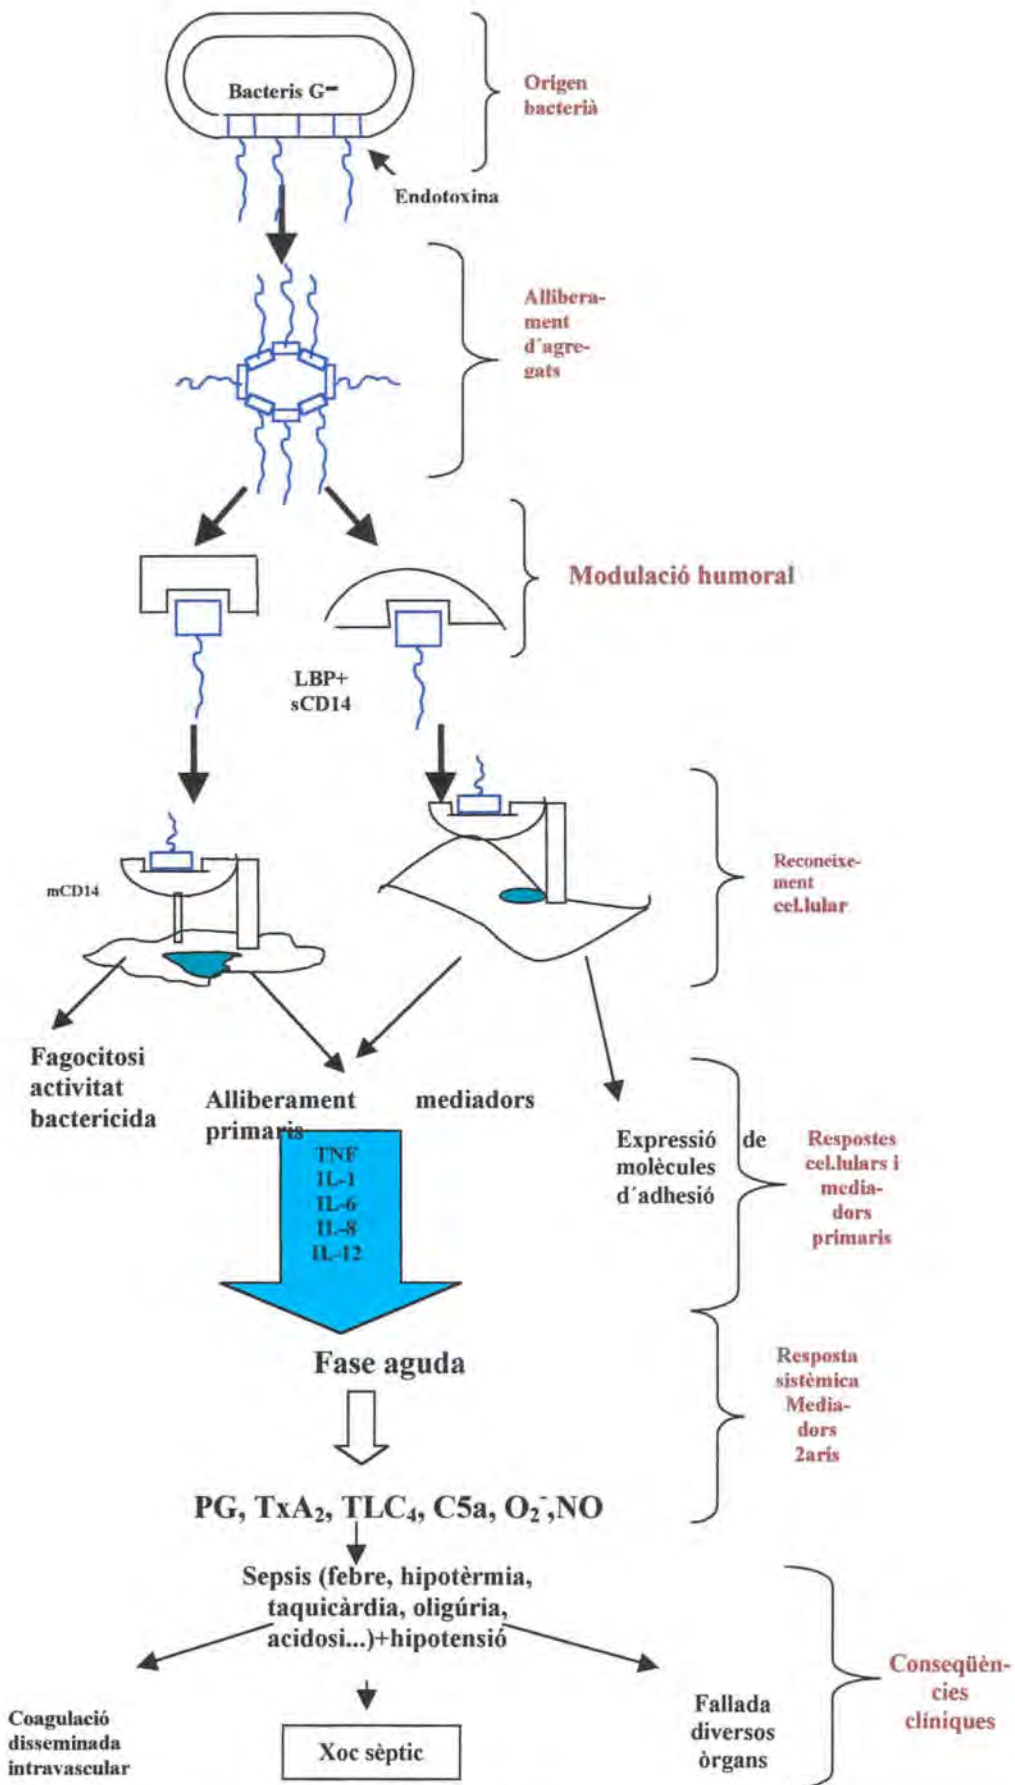 Bacteris G−
Origen
bacterià
Endotoxina
Allibera-
ment
d´agre-
gats
Modulació humoral
LBP+
sCD14
mCD14
Reconeixe-
ment
cel.lular
Fagocitosi
activitat
bactericida
Alliberament mediadors
primaris
TNF
IL-1
IL-6
IL-8
IL-12
Expressió de
molècules
d´adhesió
Respostes
cel.lulars i
media-
dors
primaris
Fase aguda
Resposta
sistèmica
Media-
dors
2aris
PG, TxA₂, TLC₄, C5a, O₂⁻,NO
Sepsis (febre, hipotèrmia,
taquicàrdia, oligúria,
acidosi...)+hipotensió
Coagulació
disseminada
intravascular
Xoc sèptic
Fallada
diversos
òrgans
Conseqüèn-
cies
clíniques